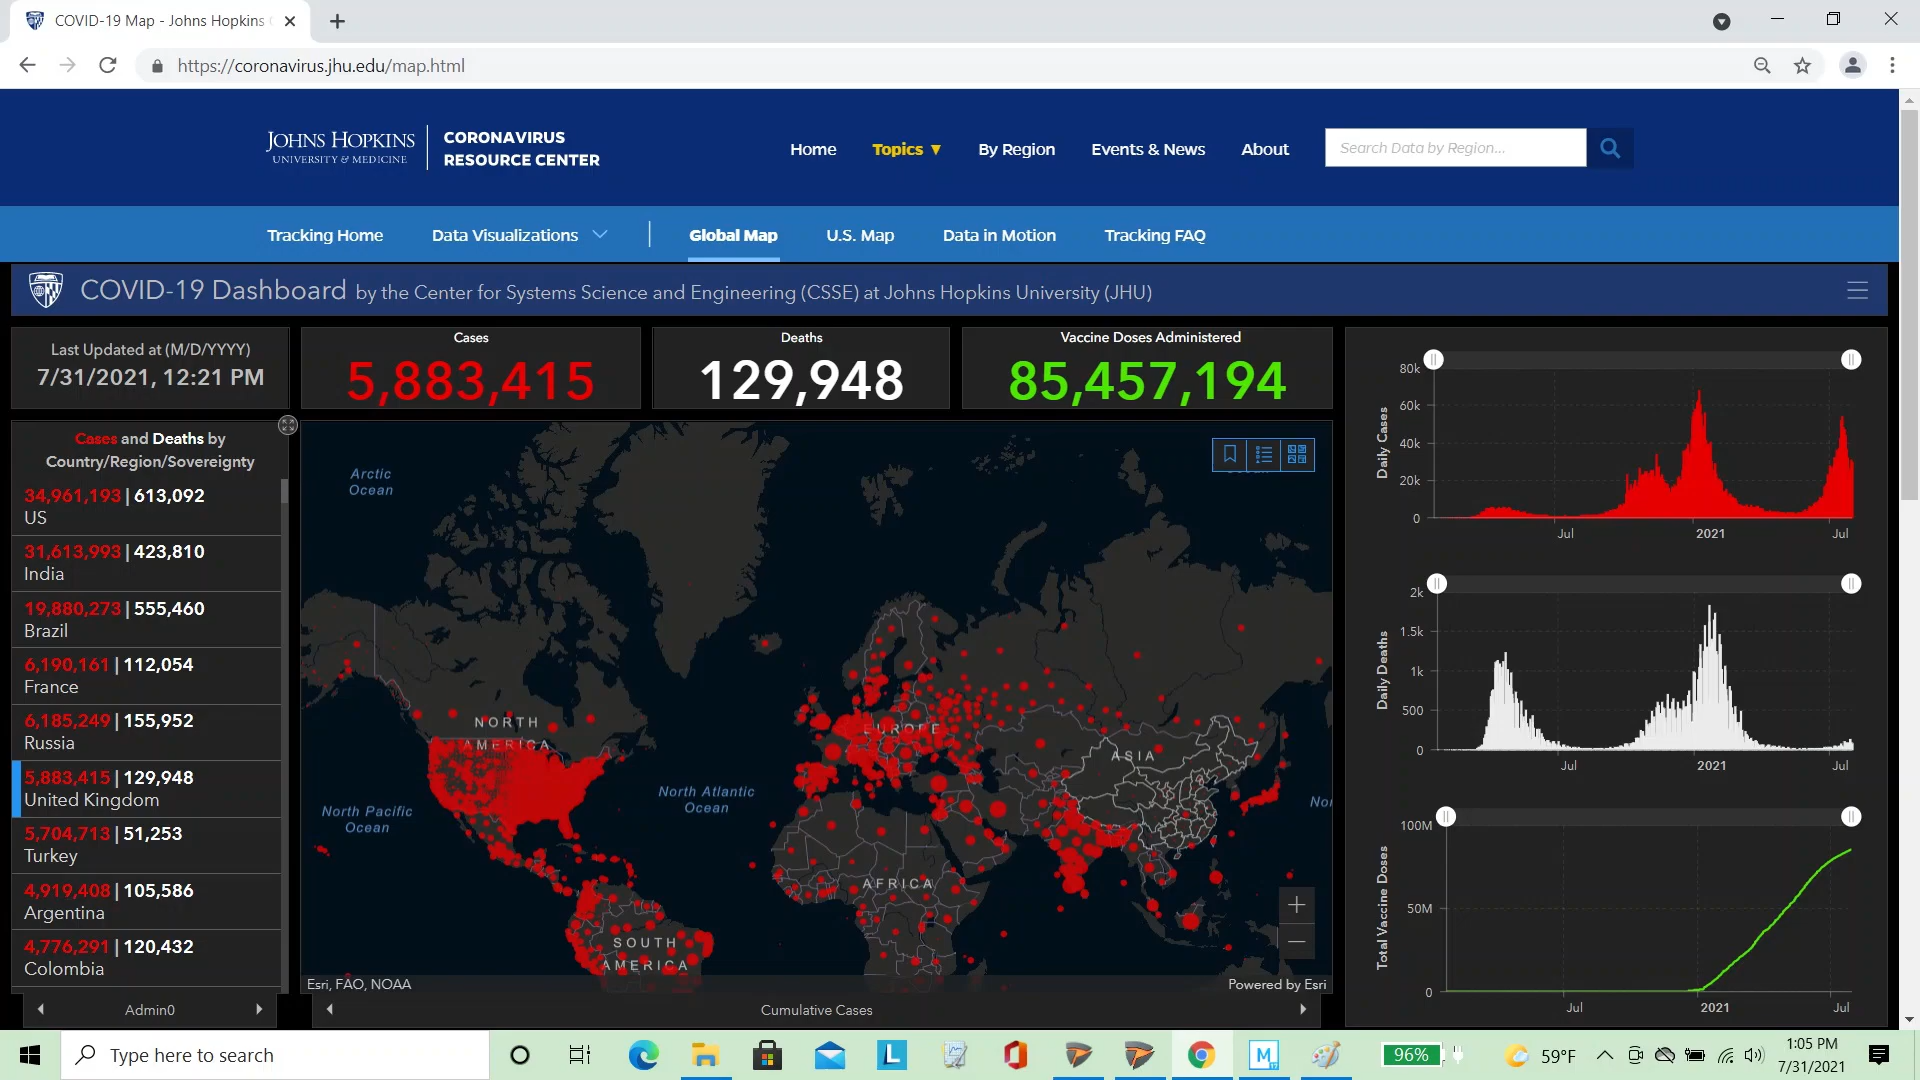 COVID-19 Map - Johns Hopkins
https://coronavirus.jhu.edu/map.html
JOHNS HOPKINS
UNIVERSITY & MEDICINE
CORONAVIRUS
RESOURCE CENTER
Home
Topics ▼
By Region
Events & News
About
Search Data by Region...
Tracking Home
Data Visualizations
Global Map
U.S. Map
Data in Motion
Tracking FAQ
COVID-19 Dashboard by the Center for Systems Science and Engineering (CSSE) at Johns Hopkins University (JHU)
Last Updated at (M/D/YYYY)
7/31/2021, 12:21 PM
Cases
5,883,415
Deaths
129,948
Vaccine Doses Administered
85,457,194
Cases and Deaths by
Country/Region/Sovereignty
34,961,193 | 613,092
US
31,613,993 | 423,810
India
19,880,273 | 555,460
Brazil
6,190,161 | 112,054
France
6,185,249 | 155,952
Russia
5,883,415 | 129,948
United Kingdom
5,704,713 | 51,253
Turkey
4,919,408 | 105,586
Argentina
4,776,291 | 120,432
Colombia
Admin0
Arctic
Ocean
NORTH
AMERICA
EUROPE
ASIA
North Atlantic
Ocean
North Pacific
Ocean
AFRICA
SOUTH
AMERICA
Esri, FAO, NOAA
Powered by Esri
Cumulative Cases
Daily Cases
80k
60k
40k
20k
0
Jul
2021
Jul
Daily Deaths
2k
1.5k
1k
500
0
Jul
2021
Jul
Total Vaccine Doses
100M
50M
0
Jul
2021
Jul
Type here to search
L
M
96%
59°F
1:05 PM
7/31/2021